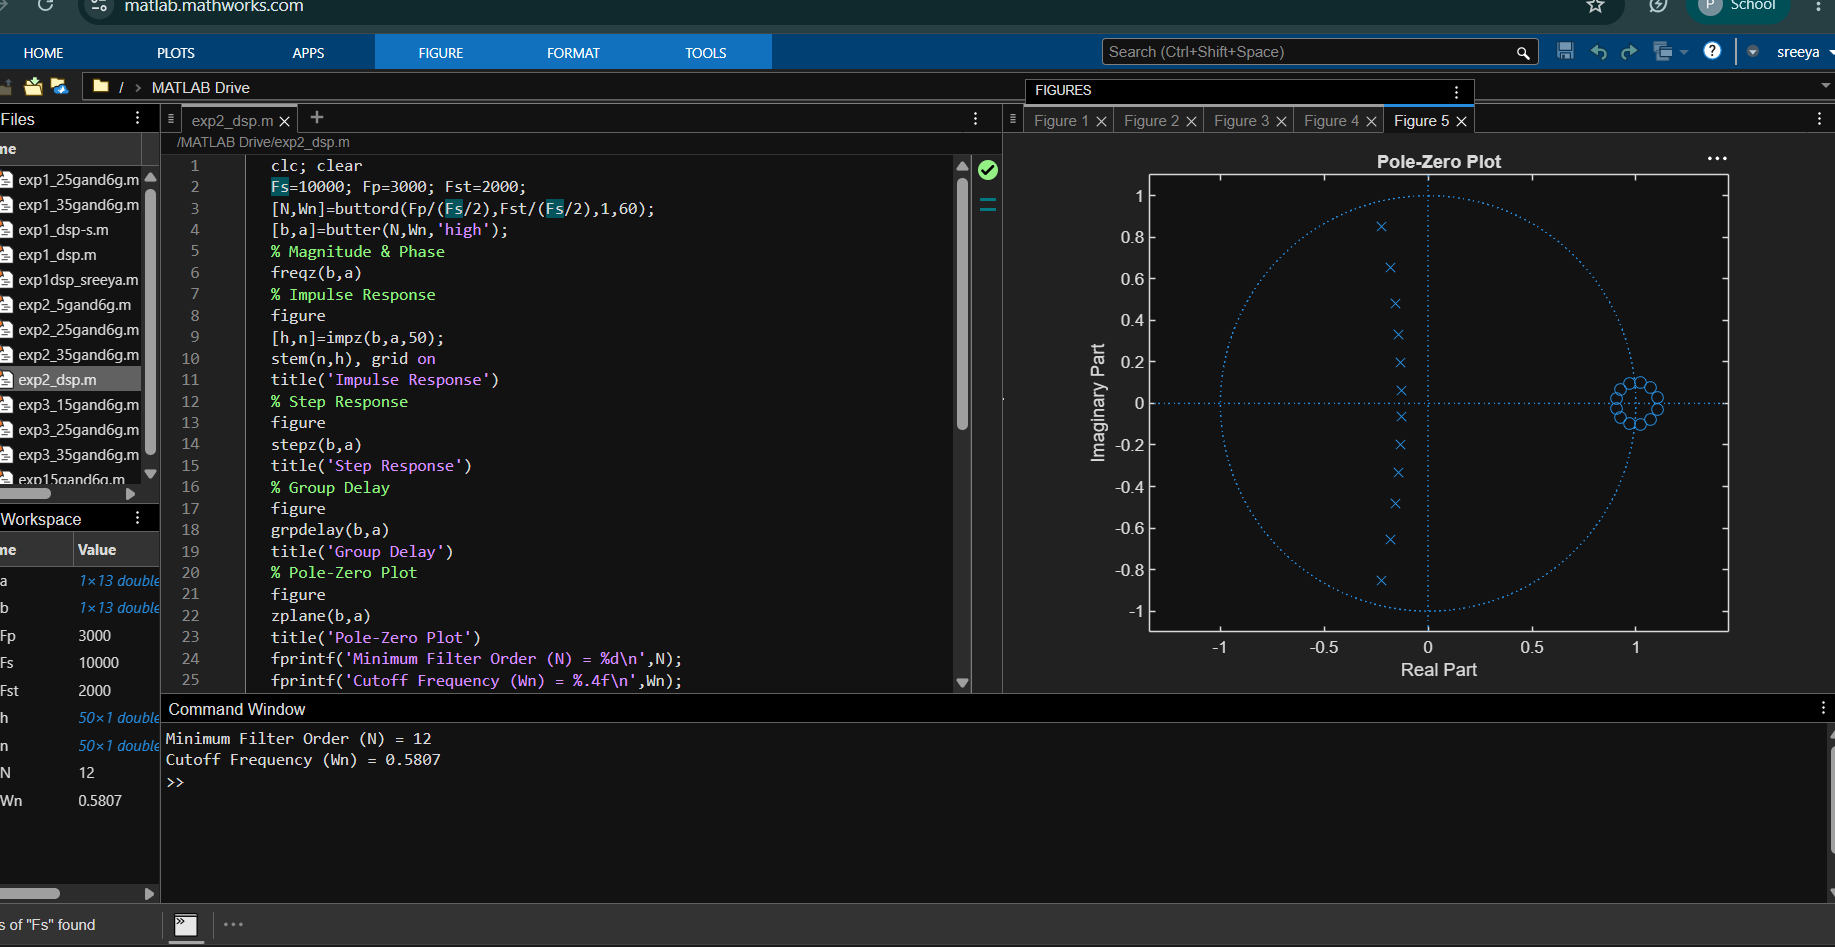 matlab.mathworks.com
P School
HOME PLOTS APPS FIGURE FORMAT TOOLS
Search (Ctrl+Shift+Space)
? sreeya
/ > MATLAB Drive
FIGURES
Files
exp2_dsp.m × +
Figure 1 × Figure 2 × Figure 3 × Figure 4 × Figure 5 ×
/MATLAB Drive/exp2_dsp.m
me
exp1_25gand6g.m
exp1_35gand6g.m
exp1_dsp-s.m
exp1_dsp.m
exp1dsp_sreeya.m
exp2_5gand6g.m
exp2_25gand6g.m
exp2_35gand6g.m
exp2_dsp.m
exp3_15gand6g.m
exp3_25gand6g.m
exp3_35gand6g.m
exp15gand6g.m
Workspace
me Value
a 1×13 double
b 1×13 double
Fp 3000
Fs 10000
Fst 2000
h 50×1 double
n 50×1 double
N 12
Wn 0.5807
1 clc; clear
2 Fs=10000; Fp=3000; Fst=2000;
3 [N,Wn]=buttord(Fp/(Fs/2),Fst/(Fs/2),1,60);
4 [b,a]=butter(N,Wn,'high');
5 % Magnitude & Phase
6 freqz(b,a)
7 % Impulse Response
8 figure
9 [h,n]=impz(b,a,50);
10 stem(n,h), grid on
11 title('Impulse Response')
12 % Step Response
13 figure
14 stepz(b,a)
15 title('Step Response')
16 % Group Delay
17 figure
18 grpdelay(b,a)
19 title('Group Delay')
20 % Pole-Zero Plot
21 figure
22 zplane(b,a)
23 title('Pole-Zero Plot')
24 fprintf('Minimum Filter Order (N) = %d\n',N);
25 fprintf('Cutoff Frequency (Wn) = %.4f\n',Wn);
Pole-Zero Plot
Imaginary Part
1
0.8
0.6
0.4
0.2
0
-0.2
-0.4
-0.6
-0.8
-1
-1 -0.5 0 0.5 1
Real Part
Command Window
Minimum Filter Order (N) = 12
Cutoff Frequency (Wn) = 0.5807
>>
s of "Fs" found